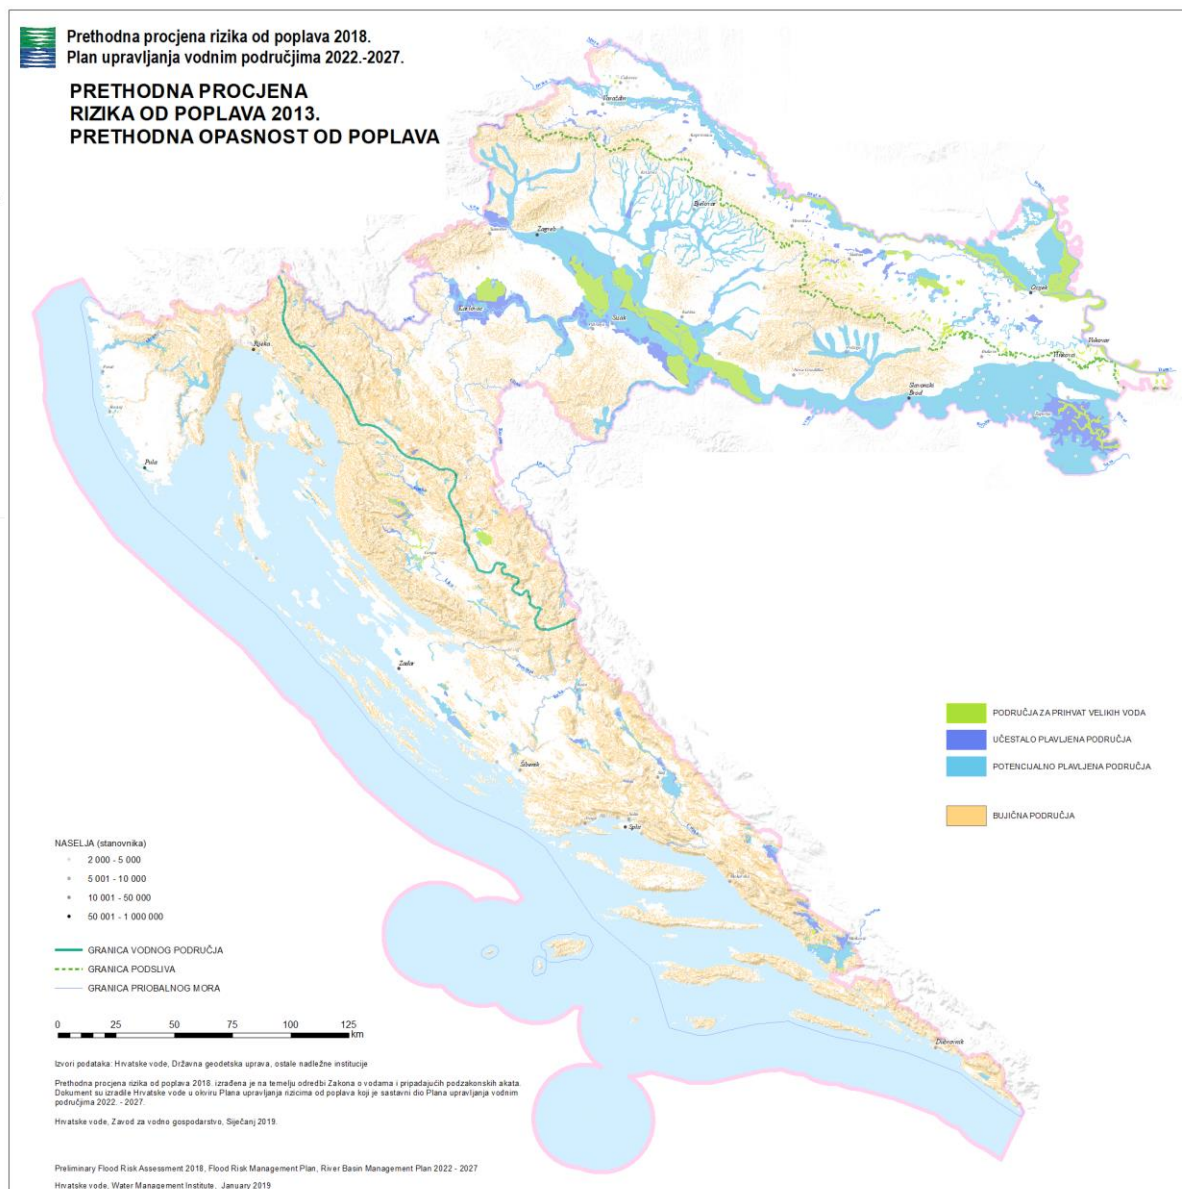 Prethodna procjena rizika od poplava 2018.
Plan upravljanja vodnim područjima 2022.-2027.
PRETHODNA PROCJENA
RIZIKA OD POPLAVA 2013.
PRETHODNA OPASNOST OD POPLAVA
Čakovec
Varaždin
Koprivnica
Bjelovar
Zagreb
Osijek
Vukovar
Vinkovci
Karlovac
Sisak
Slavonski
Brod
Rijeka
Pula
Zadar
Šibenik
Split
Dubrovnik
PODRUČJA ZA PRIHVAT VELIKIH VODA
UČESTALO PLAVLJENA PODRUČJA
POTENCIJALNO PLAVLJENA PODRUČJA
BUJIČNA PODRUČJA
NASELJA (stanovnika)
2 000 - 5 000
5 001 - 10 000
10 001 - 50 000
50 001 - 1 000 000
GRANICA VODNOG PODRUČJA
GRANICA PODSLIVA
GRANICA PRIOBALNOG MORA
0 25 50 75 100 125
km
Izvori podataka: Hrvatske vode, Državna geodetska uprava, ostale nadležne institucije
Prethodna procjena rizika od poplava 2018. izrađena je na temelju odredbi Zakona o vodama i pripadajućih podzakonskih akata.
Dokument su izradile Hrvatske vode u okviru Plana upravljanja rizicima od poplava koji je sastavni dio Plana upravljanja vodnim
područjima 2022. - 2027.
Hrvatske vode, Zavod za vodno gospodarstvo, Siječanj 2019.
Preliminary Flood Risk Assessment 2018, Flood Risk Management Plan, River Basin Management Plan 2022 - 2027
Hrvatske vode, Water Management Institute, January 2019